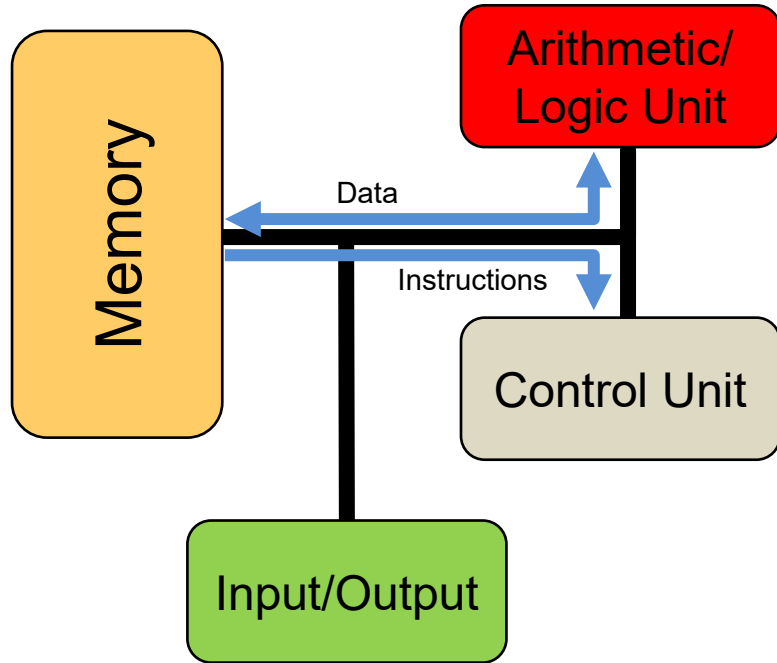 Memory
Arithmetic/
Logic Unit
Data
Instructions
Control Unit
Input/Output